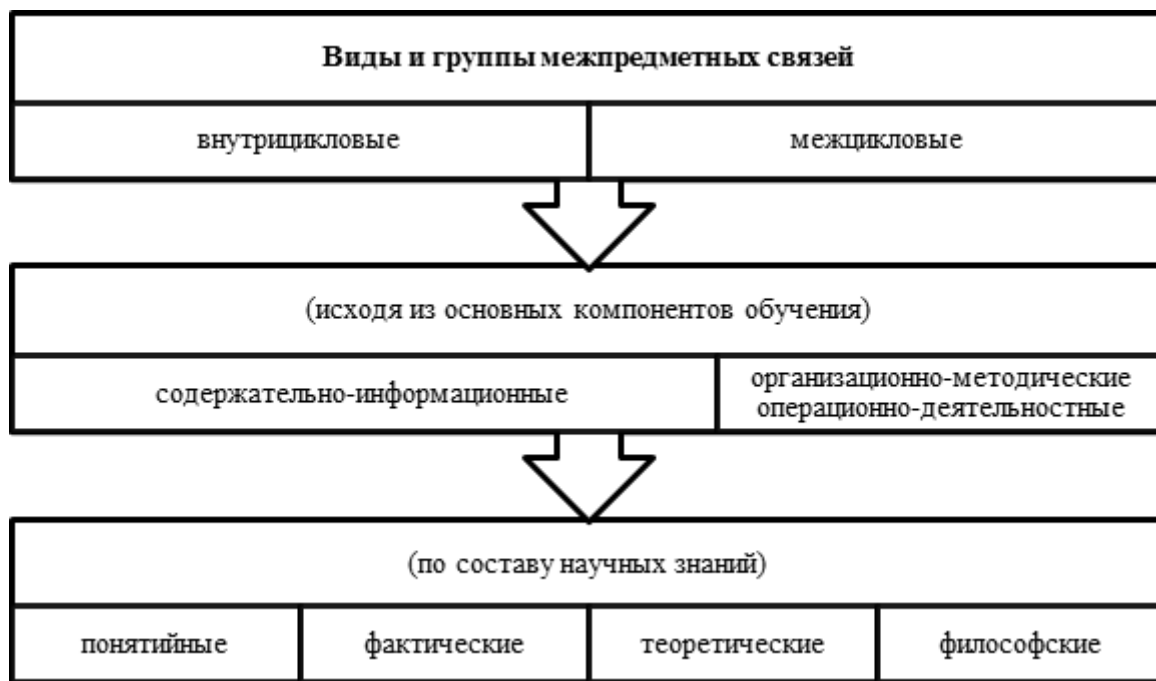 Виды и группы межпредметных связей
внутрицикловые
межцикловые
(исходя из основных компонентов обучения)
содержательно-информационные
организационно-методические
операционно-деятельностные
(по составу научных знаний)
понятийные
фактические
теоретические
философские